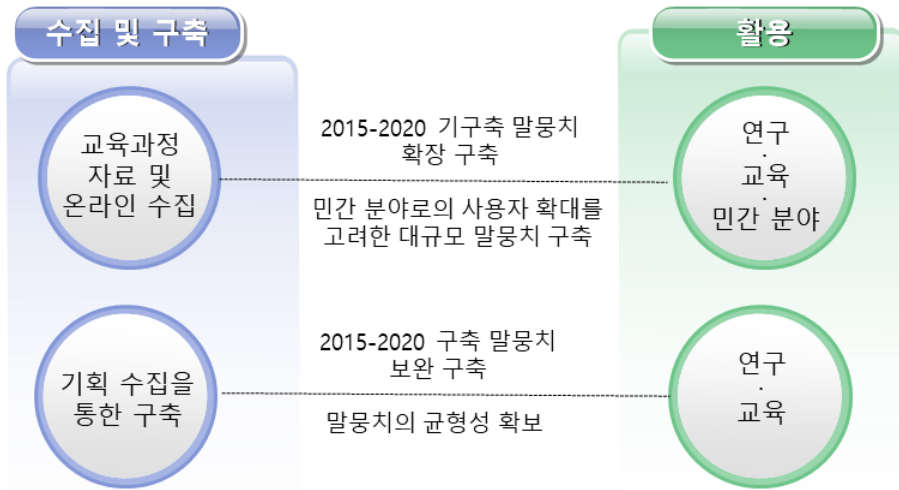 수집 및 구축
활용
교육과정
자료 및
온라인 수집
2015-2020 기구축 말뭉치
확장 구축
민간 분야로의 사용자 확대를
고려한 대규모 말뭉치 구축
연구
·
교육
·
민간 분야
기획 수집을
통한 구축
2015-2020 구축 말뭉치
보완 구축
말뭉치의 균형성 확보
연구
·
교육